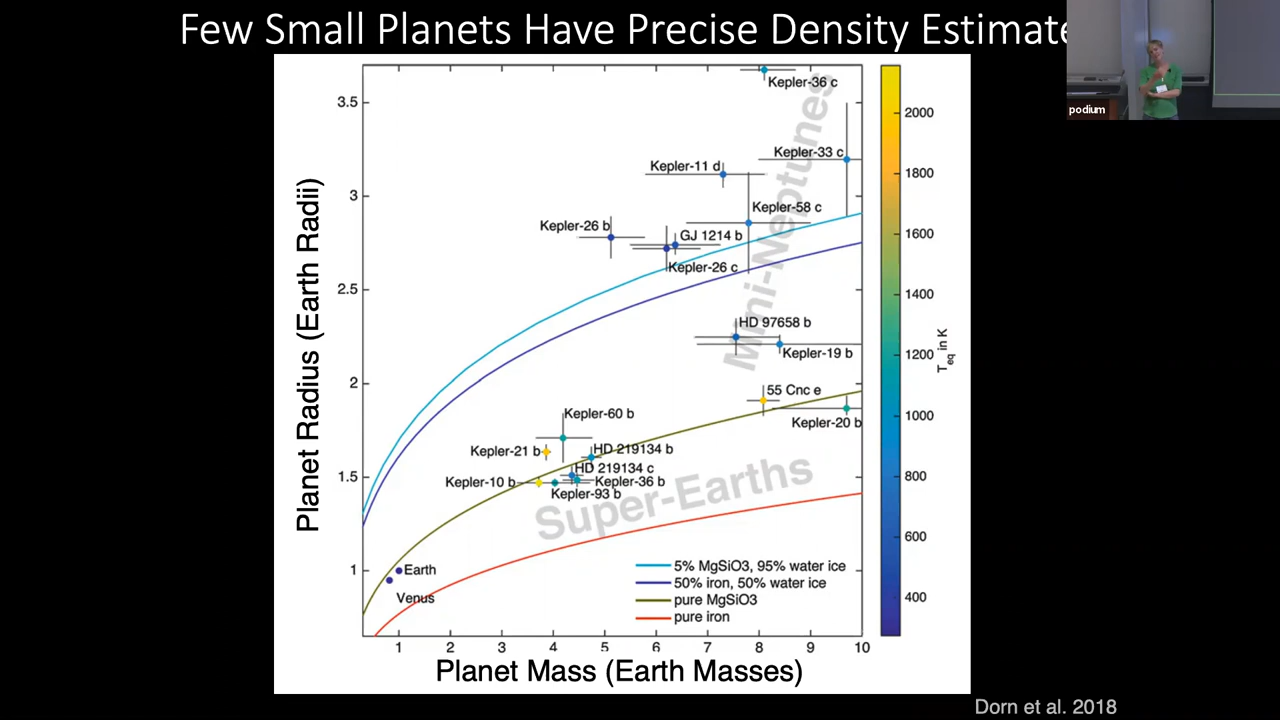 Few Small Planets Have Precise Density Estimate
podium
Planet Radius (Earth Radii)
3.5
3
2.5
2
1.5
1
Kepler-36 c
Kepler-33 c
Kepler-11 d
Kepler-58 c
Kepler-26 b
GJ 1214 b
Kepler-26 c
Mini-Neptunes
HD 97658 b
Kepler-19 b
55 Cnc e
Kepler-20 b
Kepler-60 b
Kepler-21 b
HD 219134 b
HD 219134 c
Kepler-10 b
Kepler-36 b
Kepler-93 b
Super-Earths
Earth
Venus
5% MgSiO3, 95% water ice
50% iron, 50% water ice
pure MgSiO3
pure iron
1 2 3 4 5 6 7 8 9 10
Planet Mass (Earth Masses)
2000
1800
1600
1400
1200
1000
800
600
400
Teq in K
Dorn et al. 2018